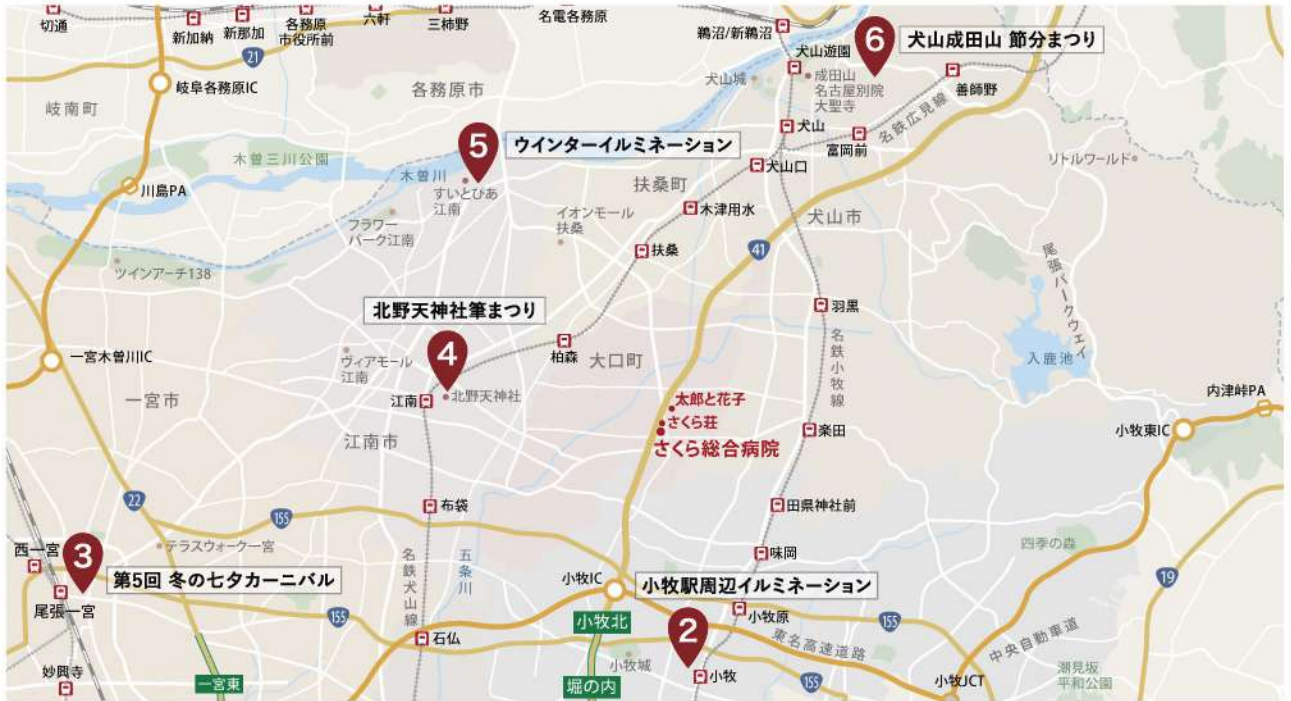 切通
新加納
新那加
各務原
市役所前
六軒
三柿野
名電各務原
鵜沼/新鵜沼
21
岐阜各務原IC
岐南町
各務原市
犬山遊園
犬山城
成田山
名古屋別院
大聖寺
6
犬山成田山 節分まつり
善師野
名鉄広見線
犬山
富岡前
リトルワールド
木曽三川公園
川島PA
木曽川
5
ウインターイルミネーション
すいとぴあ
江南
フラワー
パーク江南
イオンモール
扶桑
扶桑町
犬山口
木津用水
犬山市
扶桑
41
ツインアーチ138
尾張パークウェイ
北野天神社筆まつり
4
羽黒
名鉄小牧線
柏森
大口町
入鹿池
一宮木曽川IC
ヴィアモール
江南
一宮市
江南
北野天神社
江南市
太郎と花子
さくら荘
さくら総合病院
楽田
内津峠PA
小牧東IC
22
155
布袋
田県神社前
テラスウォーク一宮
西一宮
3
第5回 冬の七夕カーニバル
尾張一宮
名鉄犬山線
五条川
味岡
四季の森
19
小牧IC
小牧駅周辺イルミネーション
小牧北
2
小牧原
155
155
東名高速道路
中央自動車道
石仏
小牧城
妙興寺
一宮東
堀の内
小牧
155
小牧JCT
潮見坂
平和公園